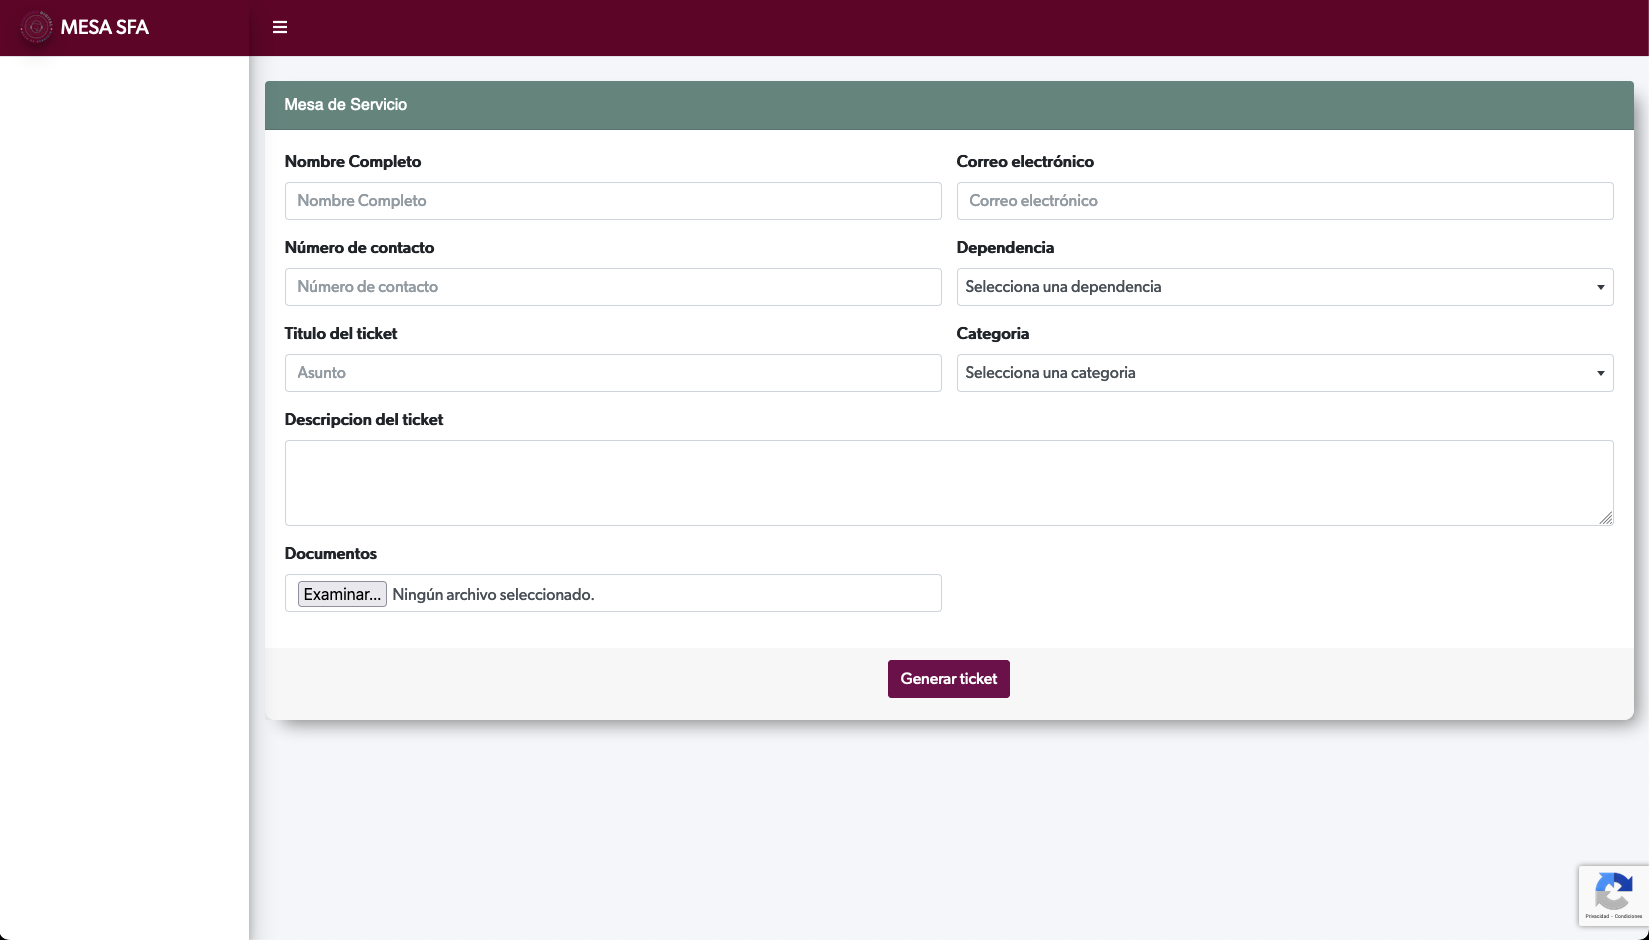 MESA SFA
Mesa de Servicio
Nombre Completo
Nombre Completo
Correo electrónico
Correo electrónico
Número de contacto
Número de contacto
Dependencia
Selecciona una dependencia
Titulo del ticket
Asunto
Categoria
Selecciona una categoria
Descripcion del ticket
Documentos
Examinar... Ningún archivo seleccionado.
Generar ticket
Privacidad - Condiciones